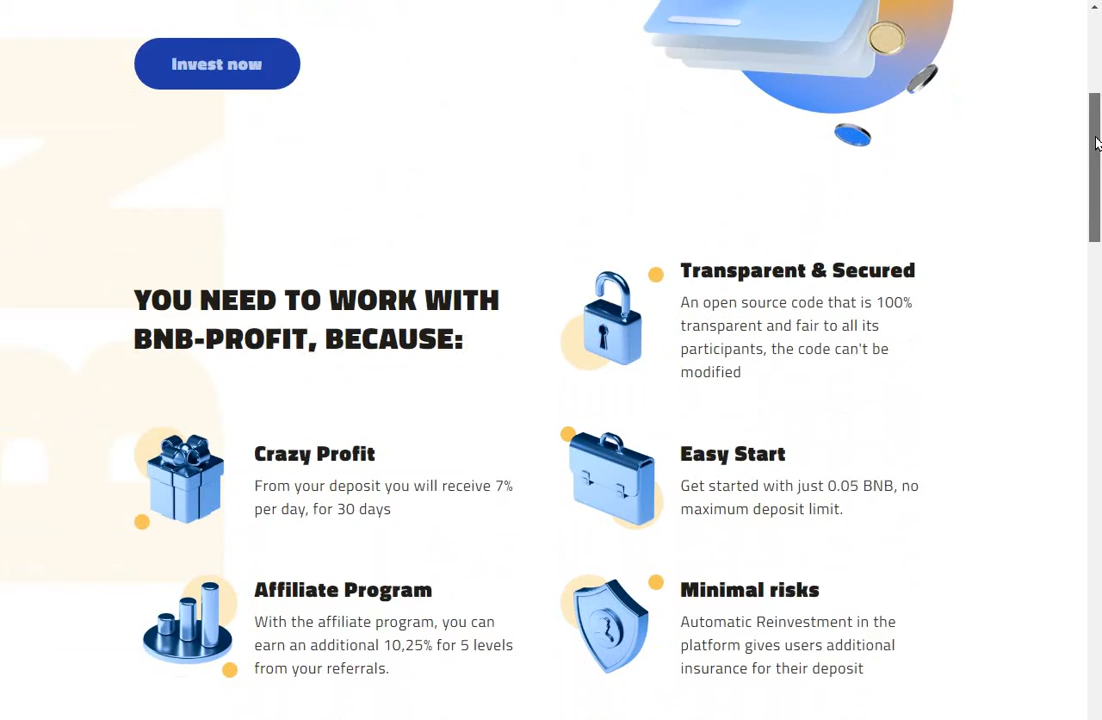 Invest now
YOU NEED TO WORK WITH
BNB-PROFIT, BECAUSE:
Transparent & Secured
An open source code that is 100%
transparent and fair to all its
participants, the code can't be
modified
Crazy Profit
From your deposit you will receive 7%
per day, for 30 days
Easy Start
Get started with just 0.05 BNB, no
maximum deposit limit.
Affiliate Program
With the affiliate program, you can
earn an additional 10,25% for 5 levels
from your referrals.
Minimal risks
Automatic Reinvestment in the
platform gives users additional
insurance for their deposit